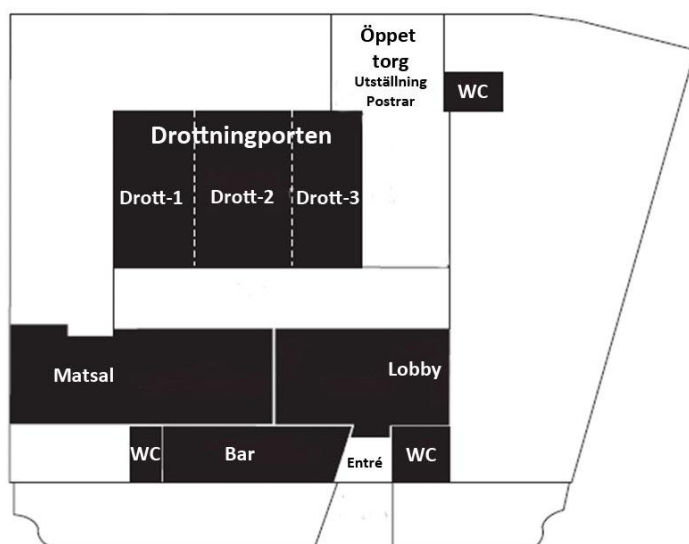 Öppet
torg
Utställning
Postrar
WC
Drottningporten
Drott-1 Drott-2 Drott-3
Matsal
Lobby
WC
Bar
Entré
WC